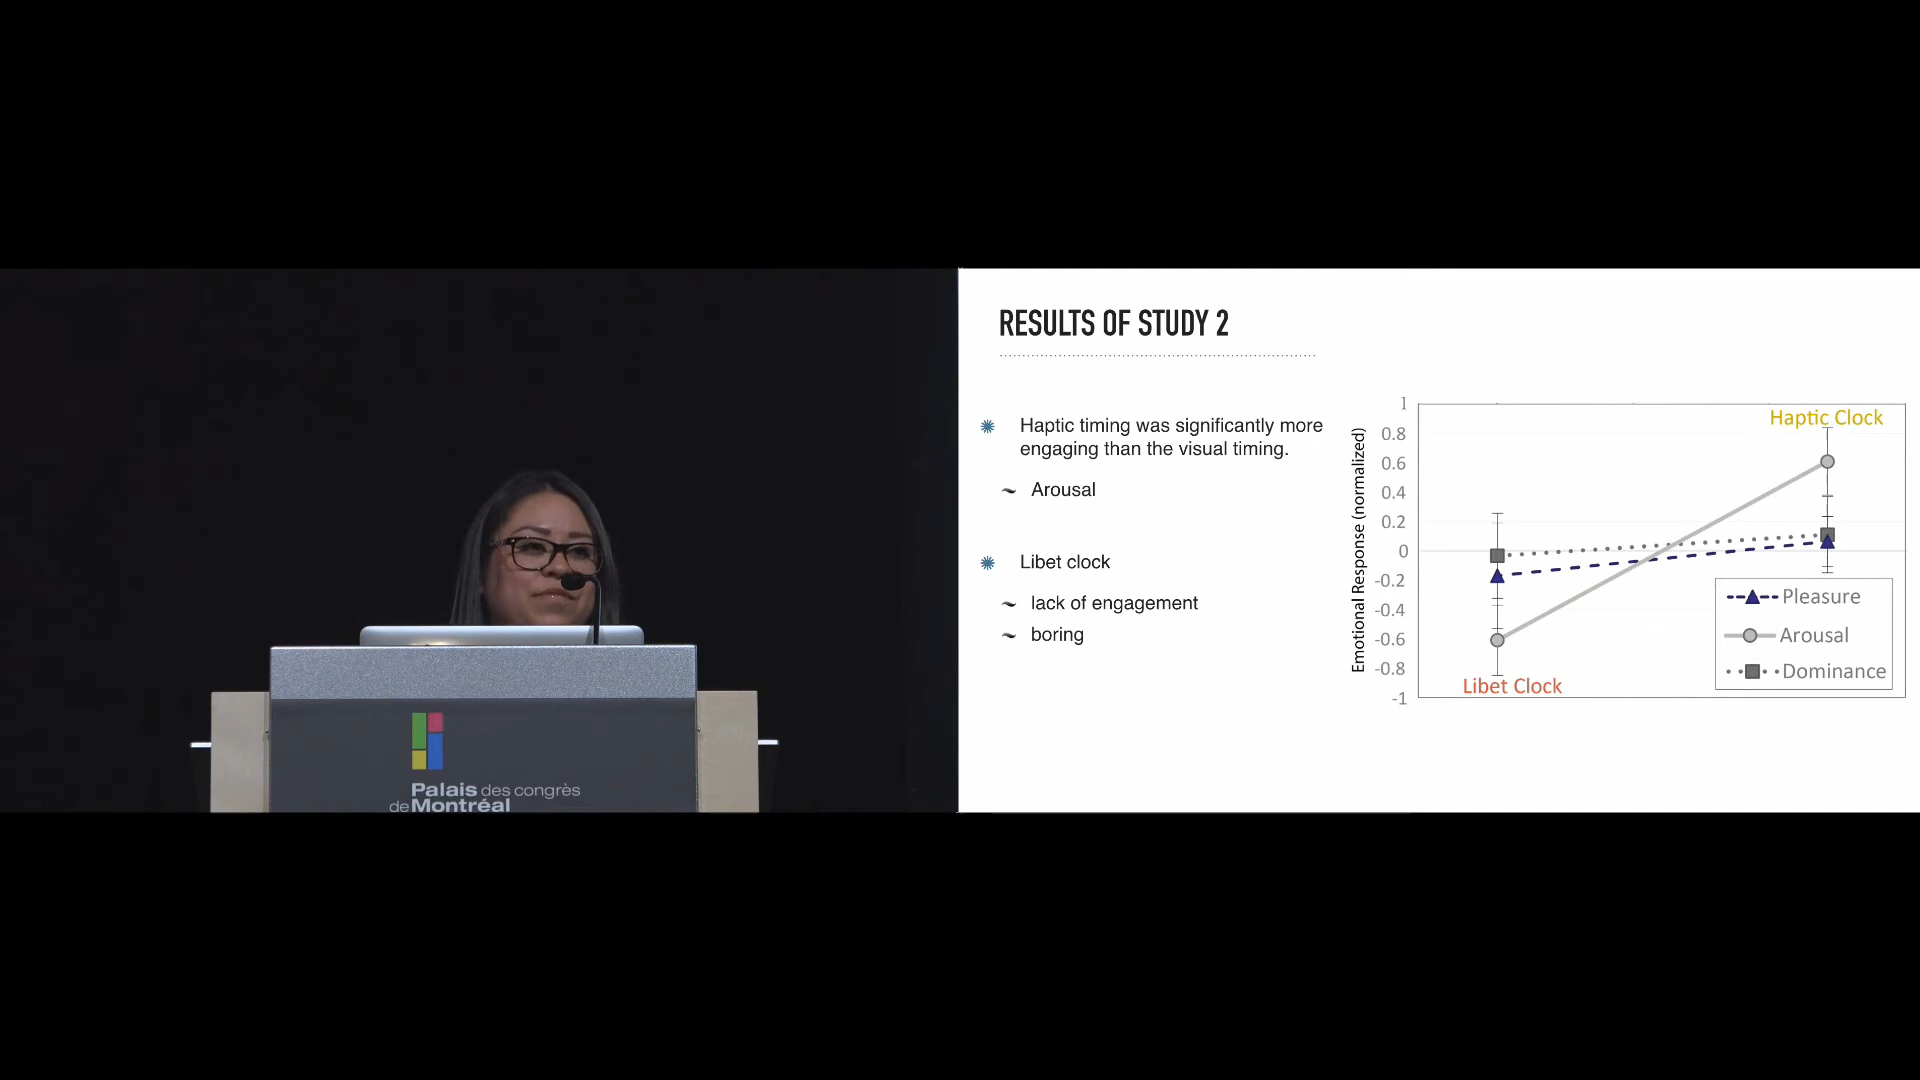 RESULTS OF STUDY 2
Haptic timing was significantly more
engaging than the visual timing.
~ Arousal
Libet clock
~ lack of engagement
~ boring
Emotional Response (normalized)
1
0.8
0.6
0.4
0.2
0
-0.2
-0.4
-0.6
-0.8
-1
Haptic Clock
Libet Clock
Pleasure
Arousal
Dominance
Palais des congrès
de Montréal